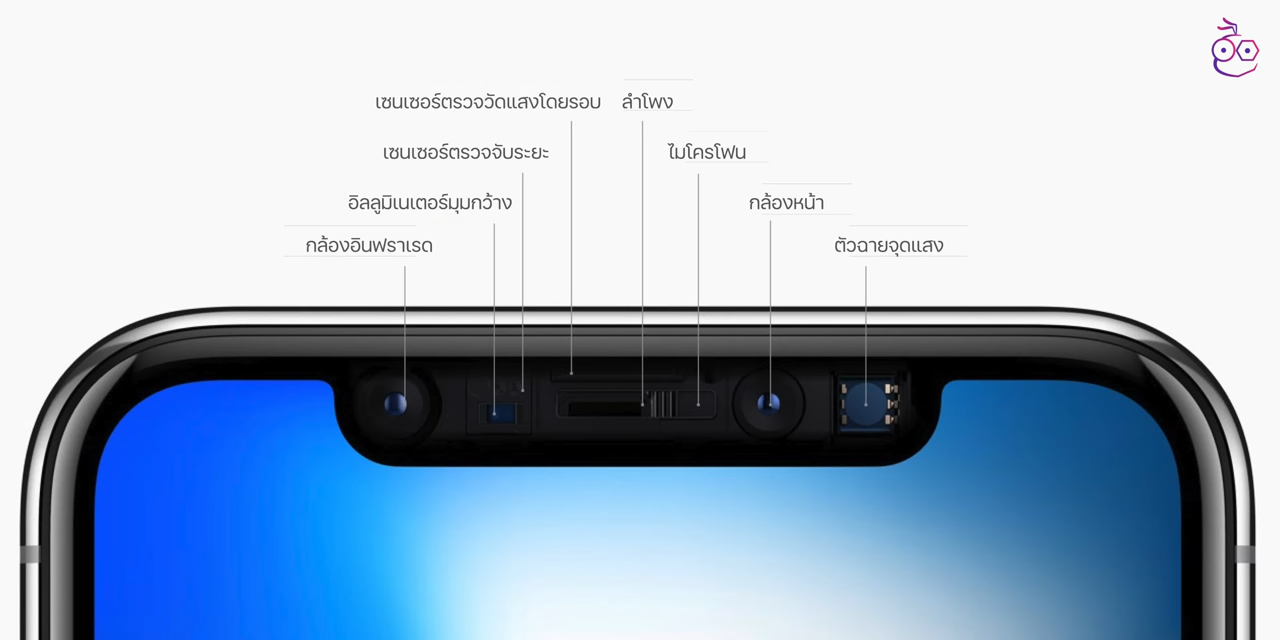 เซนเซอร์ตรวจวัดแสงโดยรอบ
ลำโพง
เซนเซอร์ตรวจจับระยะ
ไมโครโฟน
อิลลูมิเนเตอร์มุมกว้าง
กล้องหน้า
กล้องอินฟราเรด
ตัวฉายจุดแสง